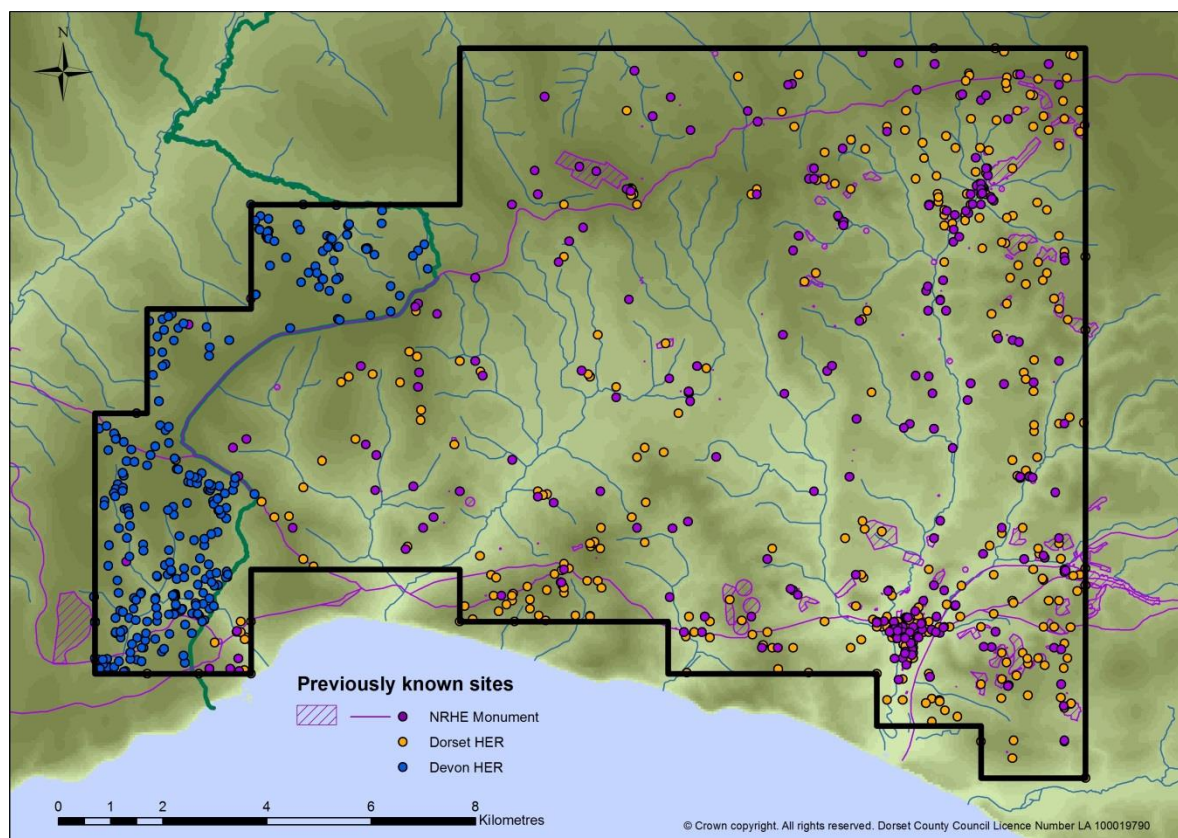 N
Previously known sites
NRHE Monument
Dorset HER
Devon HER
0 1 2 4 6 8
Kilometres
© Crown copyright. All rights reserved. Dorset County Council Licence Number LA 100019790